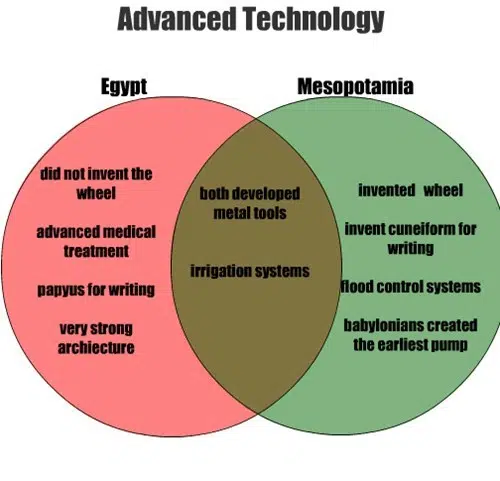 Advanced Technology
Egypt
Mesopotamia
did not invent the
wheel
advanced medical
treatment
papyus for writing
very strong
archiecture
both developed
metal tools
irrigation systems
invented wheel
invent cuneiform for
writing
flood control systems
babylonians created
the earliest pump